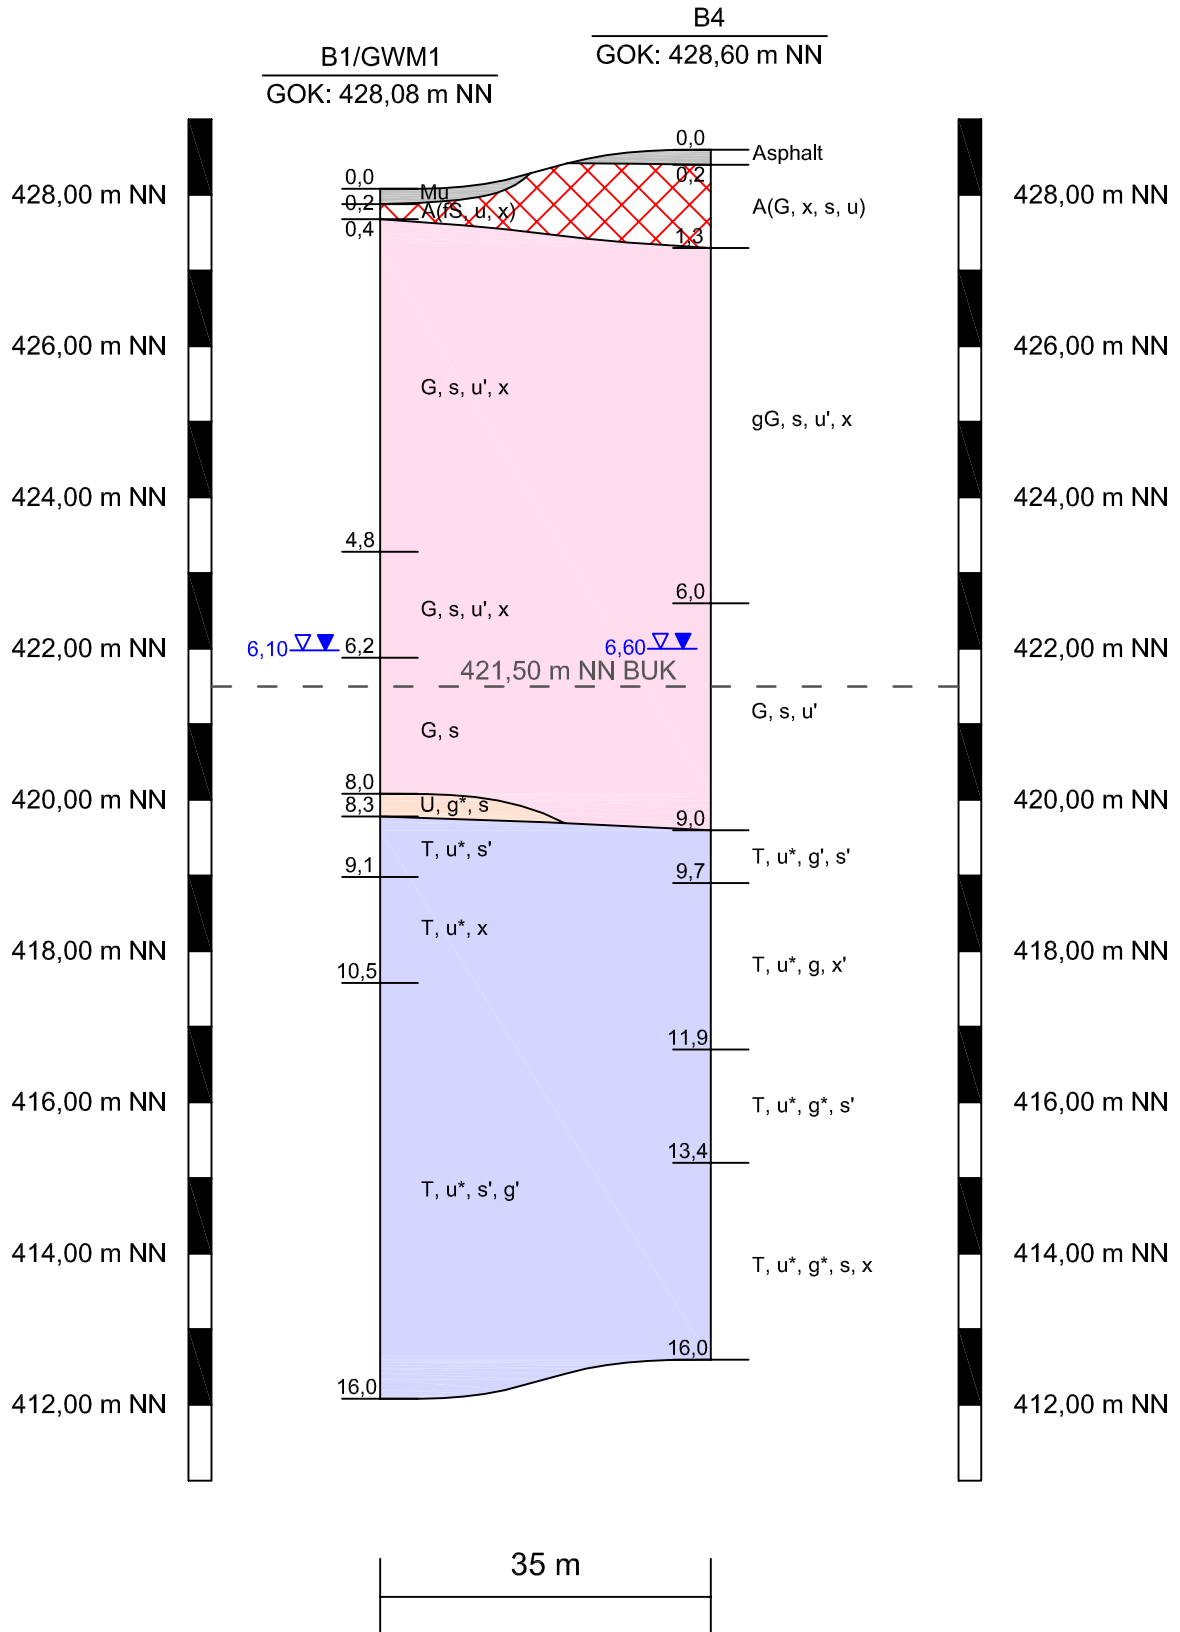 B1/GWM1
GOK: 428,08 m NN
B4
GOK: 428,60 m NN
428,00 m NN
426,00 m NN
424,00 m NN
422,00 m NN
420,00 m NN
418,00 m NN
416,00 m NN
414,00 m NN
412,00 m NN
0,0
0,2
0,4
4,8
6,10
6,2
8,0
8,3
9,1
10,5
16,0
Mu
A(fS, u, x)
G, s, u', x
G, s, u', x
421,50 m NN BUK
G, s
U, g*, s
T, u*, s'
T, u*, x
T, u*, s', g'
0,0
0,2
1,3
6,0
6,60
9,0
9,7
11,9
13,4
16,0
Asphalt
A(G, x, s, u)
gG, s, u', x
G, s, u'
T, u*, g', s'
T, u*, g, x'
T, u*, g*, s'
T, u*, g*, s, x
428,00 m NN
426,00 m NN
424,00 m NN
422,00 m NN
420,00 m NN
418,00 m NN
416,00 m NN
414,00 m NN
412,00 m NN
35 m